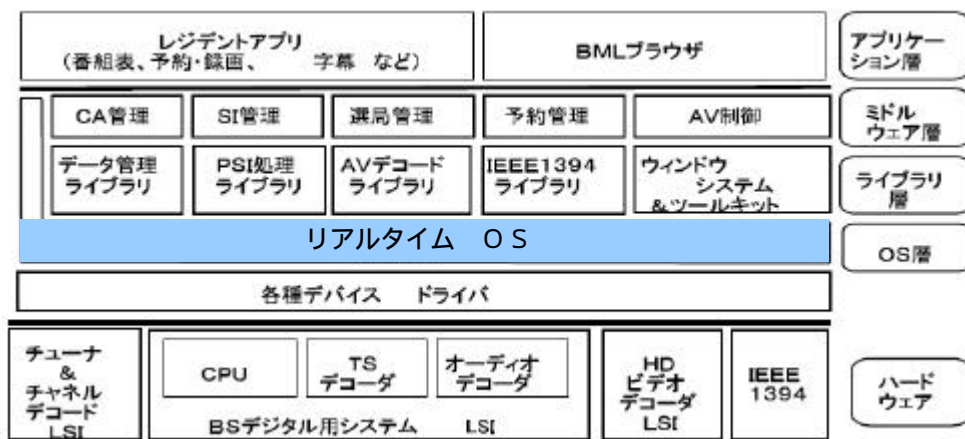 レジデントアプリ
(番組表、予約・録画、 字幕 など)
BMLブラウザ
アプリケー
ション層
CA管理
SI管理
選局管理
予約管理
AV制御
ミドル
ウェア層
データ管理
ライブラリ
PSI処理
ライブラリ
AVデコード
ライブラリ
IEEE1394
ライブラリ
ウィンドウ
システム
&ツールキット
ライブラリ
層
リアルタイム OS
OS層
各種デバイス ドライバ
チューナ
&
チャネル
デコード
LSI
CPU
TS
デコーダ
オーディオ
デコーダ
BSデジタル用システム LSI
HD
ビデオ
デコーダ
LSI
IEEE
1394
ハード
ウェア